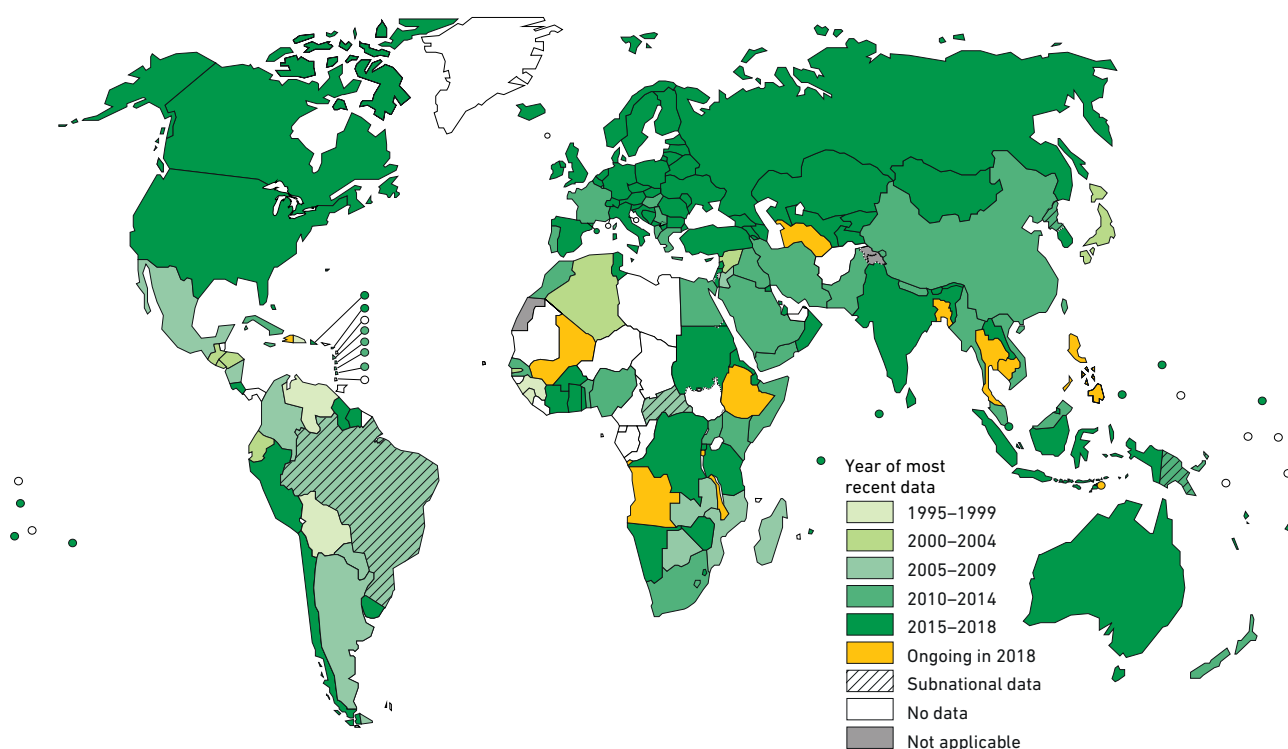 Year of most
recent data
1995–1999
2000–2004
2005–2009
2010–2014
2015–2018
Ongoing in 2018
Subnational data
No data
Not applicable